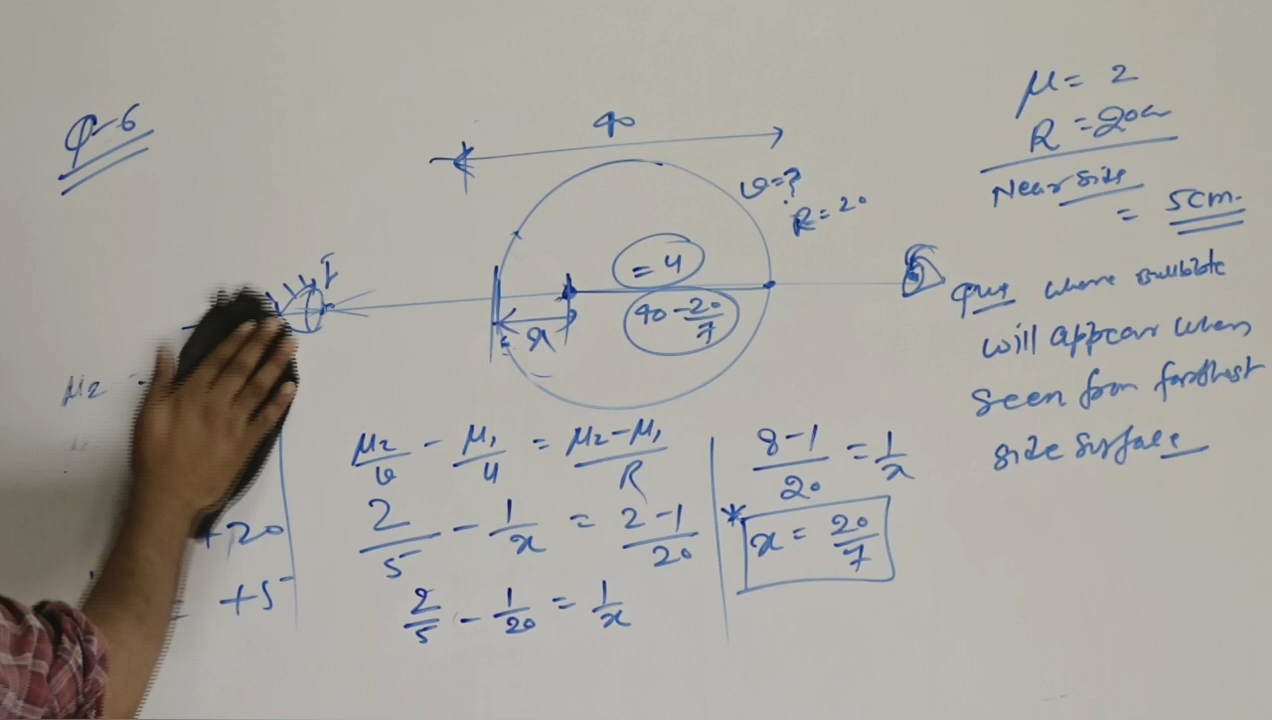 Q-6
40
v=?
R=20
= u
40-20/7
I
= x
μ = 2
R = 20cm
Near side
= 5cm.
Ques where bubble
will appear when
seen from farthest
side surface
μ2
+20
+5
μ2/v - μ1/u = μ2-μ1/R
2/5 - 1/x = 2-1/20
2/5 - 1/20 = 1/x
8-1/20 = 1/x
* x = 20/7